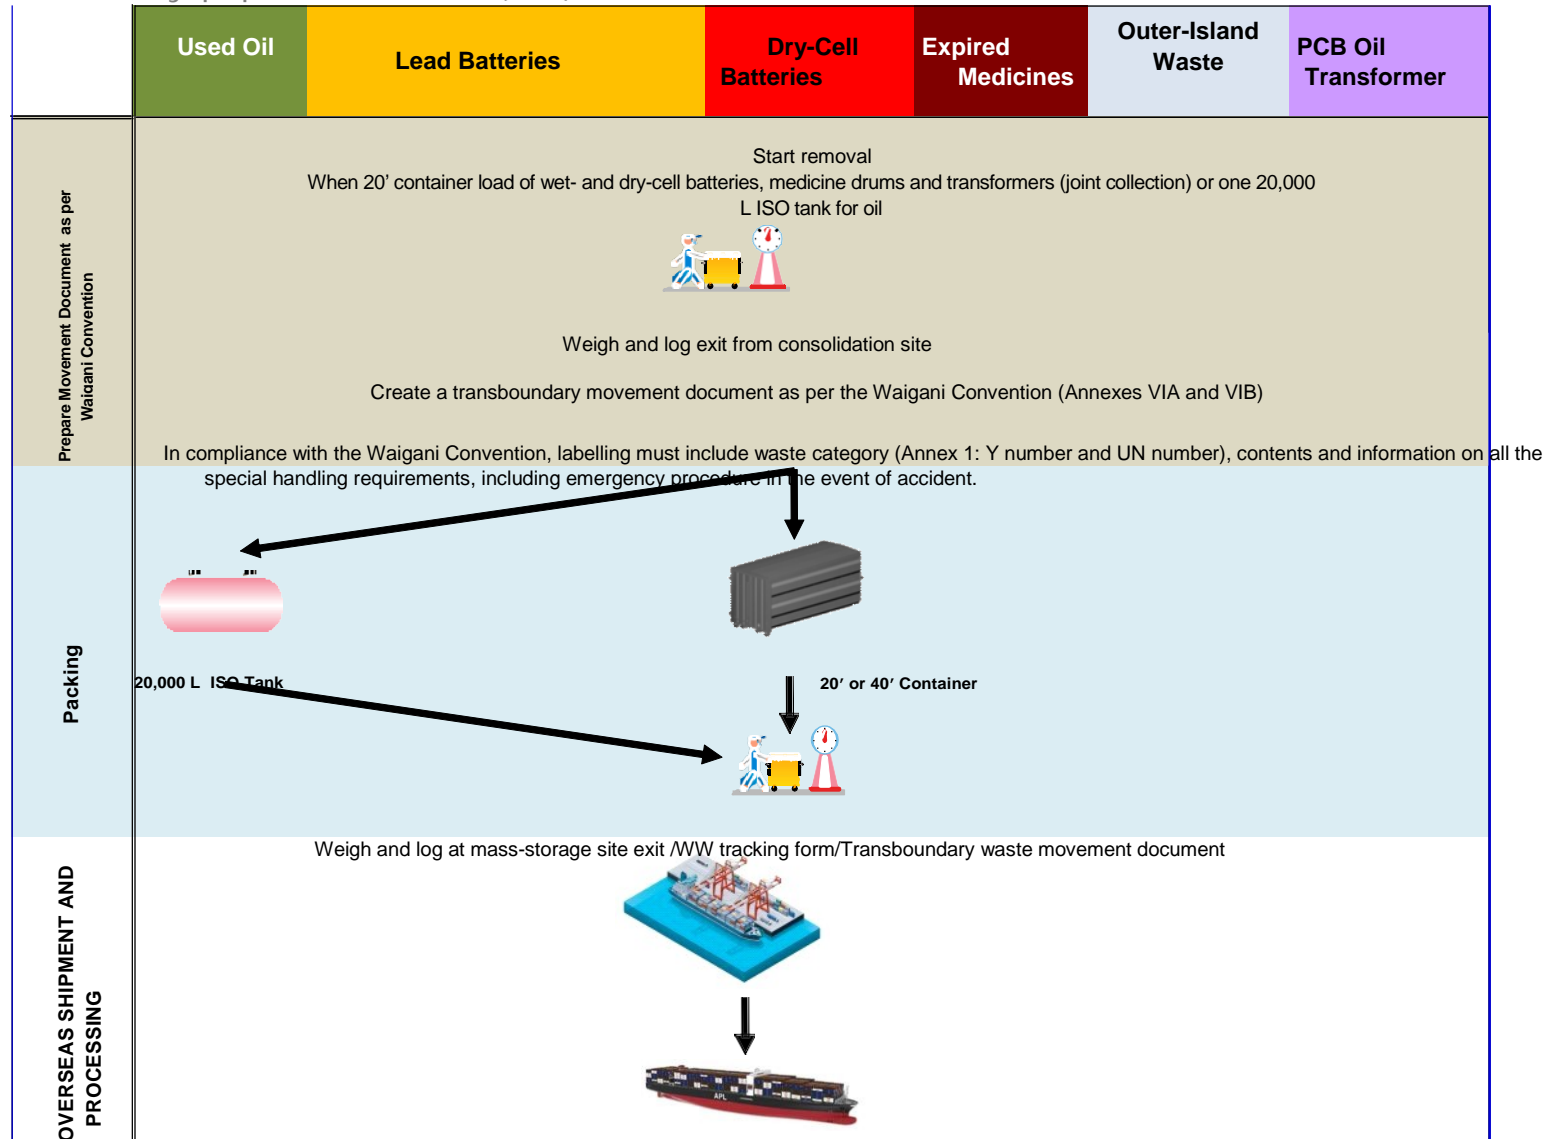 Used Oil
Lead Batteries
Dry-Cell
Batteries
Expired
Medicines
Outer-Island
Waste
PCB Oil
Transformer
Prepare Movement Document as per
Waigani Convention
Start removal
When 20’ container load of wet- and dry-cell batteries, medicine drums and transformers (joint collection) or one 20,000
L ISO tank for oil
Weigh and log exit from consolidation site
Create a transboundary movement document as per the Waigani Convention (Annexes VIA and VIB)
In compliance with the Waigani Convention, labelling must include waste category (Annex 1: Y number and UN number), contents and information on all the
special handling requirements, including emergency procedure in the event of accident.
Packing
20,000 L ISO Tank
20’ or 40’ Container
OVERSEAS SHIPMENT AND
PROCESSING
Weigh and log at mass-storage site exit /WW tracking form/Transboundary waste movement document
APL